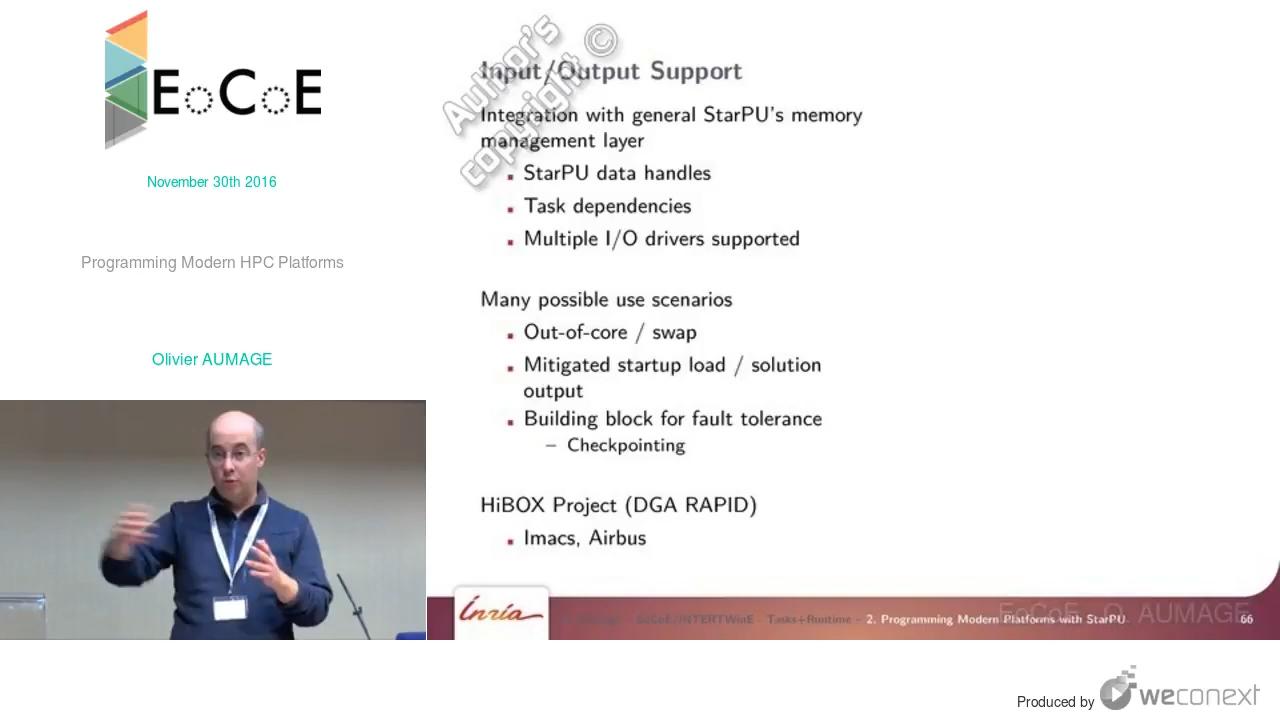 EoCoE
November 30th 2016
Programming Modern HPC Platforms
Olivier AUMAGE
Author's
copyright ©
Input/Output Support
Integration with general StarPU's memory
management layer
StarPU data handles
Task dependencies
Multiple I/O drivers supported
Many possible use scenarios
Out-of-core / swap
Mitigated startup load / solution
output
Building block for fault tolerance
– Checkpointing
HiBOX Project (DGA RAPID)
Imacs, Airbus
Inria
EoCoE/INTERTWinE - Tasks+Runtime - 2. Programming Modern Platforms with StarPU
EoCoE _O. AUMAGE
66
Produced by
weconext